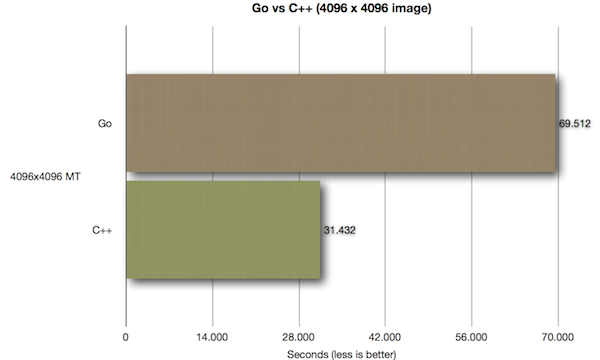 Go vs C++ (4096 x 4096 image)
Go
69.512
4096x4096 MT
C++
31.432
0
14.000
28.000
42.000
56.000
70.000
Seconds (less is better)